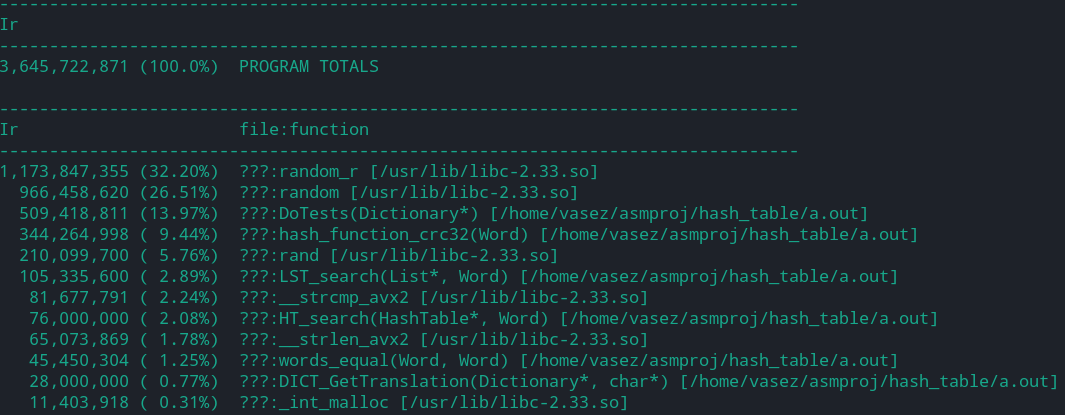 --------------------------------------------------------------------------------
Ir
--------------------------------------------------------------------------------
3,645,722,871 (100.0%)  PROGRAM TOTALS

--------------------------------------------------------------------------------
Ir                      file:function
--------------------------------------------------------------------------------
1,173,847,355 (32.20%)  ???:random_r [/usr/lib/libc-2.33.so]
  966,458,620 (26.51%)  ???:random [/usr/lib/libc-2.33.so]
  509,418,811 (13.97%)  ???:DoTests(Dictionary*) [/home/vasez/asmproj/hash_table/a.out]
  344,264,998 ( 9.44%)  ???:hash_function_crc32(Word) [/home/vasez/asmproj/hash_table/a.out]
  210,099,700 ( 5.76%)  ???:rand [/usr/lib/libc-2.33.so]
  105,335,600 ( 2.89%)  ???:LST_search(List*, Word) [/home/vasez/asmproj/hash_table/a.out]
   81,677,791 ( 2.24%)  ???:__strcmp_avx2 [/usr/lib/libc-2.33.so]
   76,000,000 ( 2.08%)  ???:HT_search(HashTable*, Word) [/home/vasez/asmproj/hash_table/a.out]
   65,073,869 ( 1.78%)  ???:__strlen_avx2 [/usr/lib/libc-2.33.so]
   45,450,304 ( 1.25%)  ???:words_equal(Word, Word) [/home/vasez/asmproj/hash_table/a.out]
   28,000,000 ( 0.77%)  ???:DICT_GetTranslation(Dictionary*, char*) [/home/vasez/asmproj/hash_table/a.out]
   11,403,918 ( 0.31%)  ???:_int_malloc [/usr/lib/libc-2.33.so]